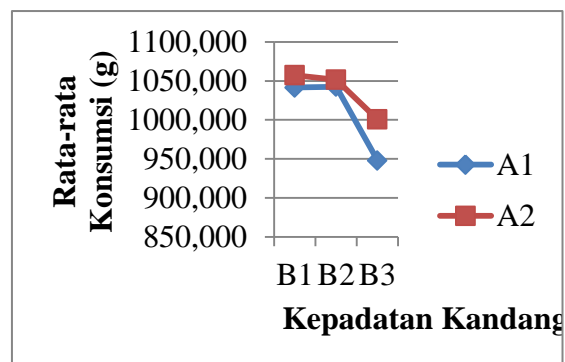 1100,000
1050,000
1000,000
950,000
900,000
850,000
Rata-rata
Konsumsi (g)
B1 B2 B3
Kepadatan Kandang
A1
A2